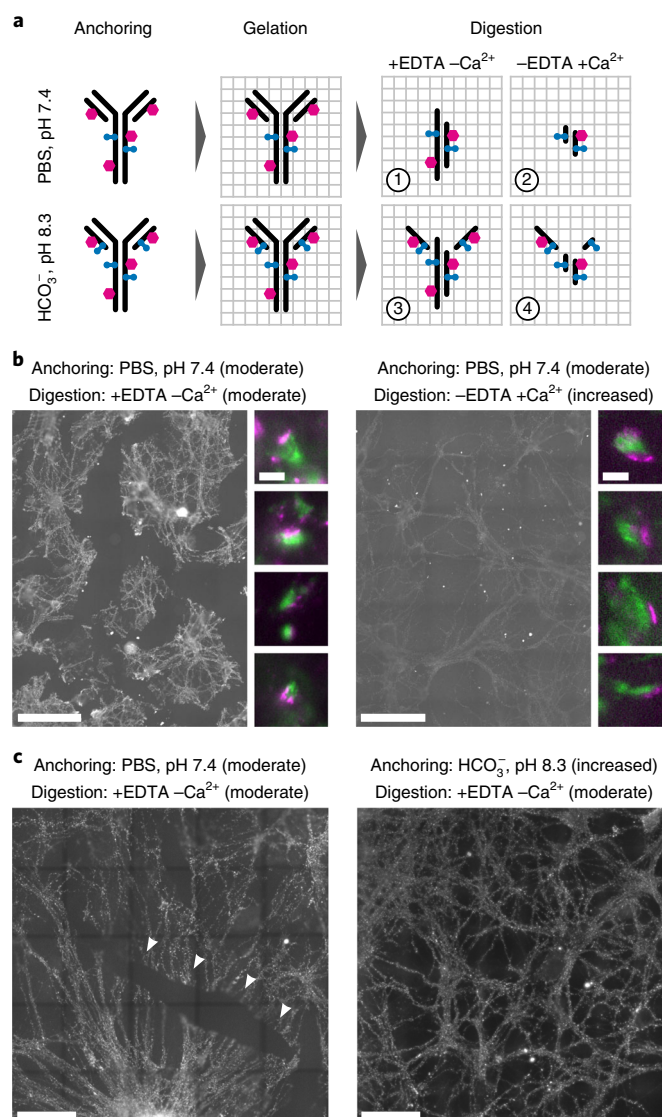 a
Anchoring Gelation Digestion
+EDTA –Ca²⁺ –EDTA +Ca²⁺
PBS, pH 7.4
1 2
HCO₃⁻, pH 8.3
3 4
b
Anchoring: PBS, pH 7.4 (moderate)
Digestion: +EDTA –Ca²⁺ (moderate)
Anchoring: PBS, pH 7.4 (moderate)
Digestion: –EDTA +Ca²⁺ (increased)
c
Anchoring: PBS, pH 7.4 (moderate)
Digestion: +EDTA –Ca²⁺ (moderate)
Anchoring: HCO₃⁻, pH 8.3 (increased)
Digestion: +EDTA –Ca²⁺ (moderate)